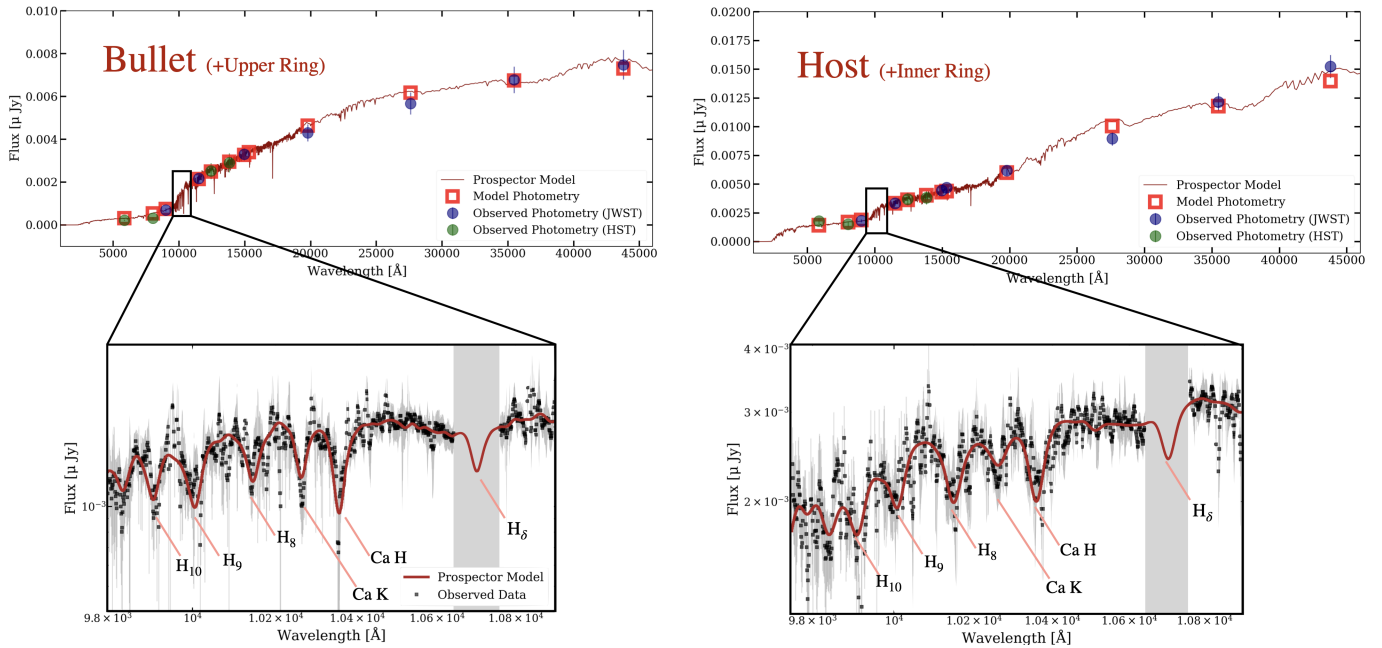 Bullet (+Upper Ring)
0.010
0.008
0.006
0.004
0.002
0.000
Flux [μ Jy]
Prospector Model
Model Photometry
Observed Photometry (JWST)
Observed Photometry (HST)
5000 10000 15000 20000 25000 30000 35000 40000 45000
Wavelength [Å]
Host (+Inner Ring)
0.0200
0.0175
0.0150
0.0125
0.0100
0.0075
0.0050
0.0025
0.0000
Flux [μ Jy]
Prospector Model
Model Photometry
Observed Photometry (JWST)
Observed Photometry (HST)
5000 10000 15000 20000 25000 30000 35000 40000 45000
Wavelength [Å]
Flux [μ Jy]
10⁻³
H₁₀
H₉
H₈
Ca K
Ca H
H_δ
Prospector Model
Observed Data
9.8 × 10³ 10⁴ 1.02 × 10⁴ 1.04 × 10⁴ 1.06 × 10⁴ 1.08 × 10⁴
Wavelength [Å]
4 × 10⁻³
3 × 10⁻³
2 × 10⁻³
Flux [μ Jy]
H₁₀
H₉
H₈
Ca K
Ca H
H_δ
9.8 × 10³ 10⁴ 1.02 × 10⁴ 1.04 × 10⁴ 1.06 × 10⁴ 1.08 × 10⁴
Wavelength [Å]